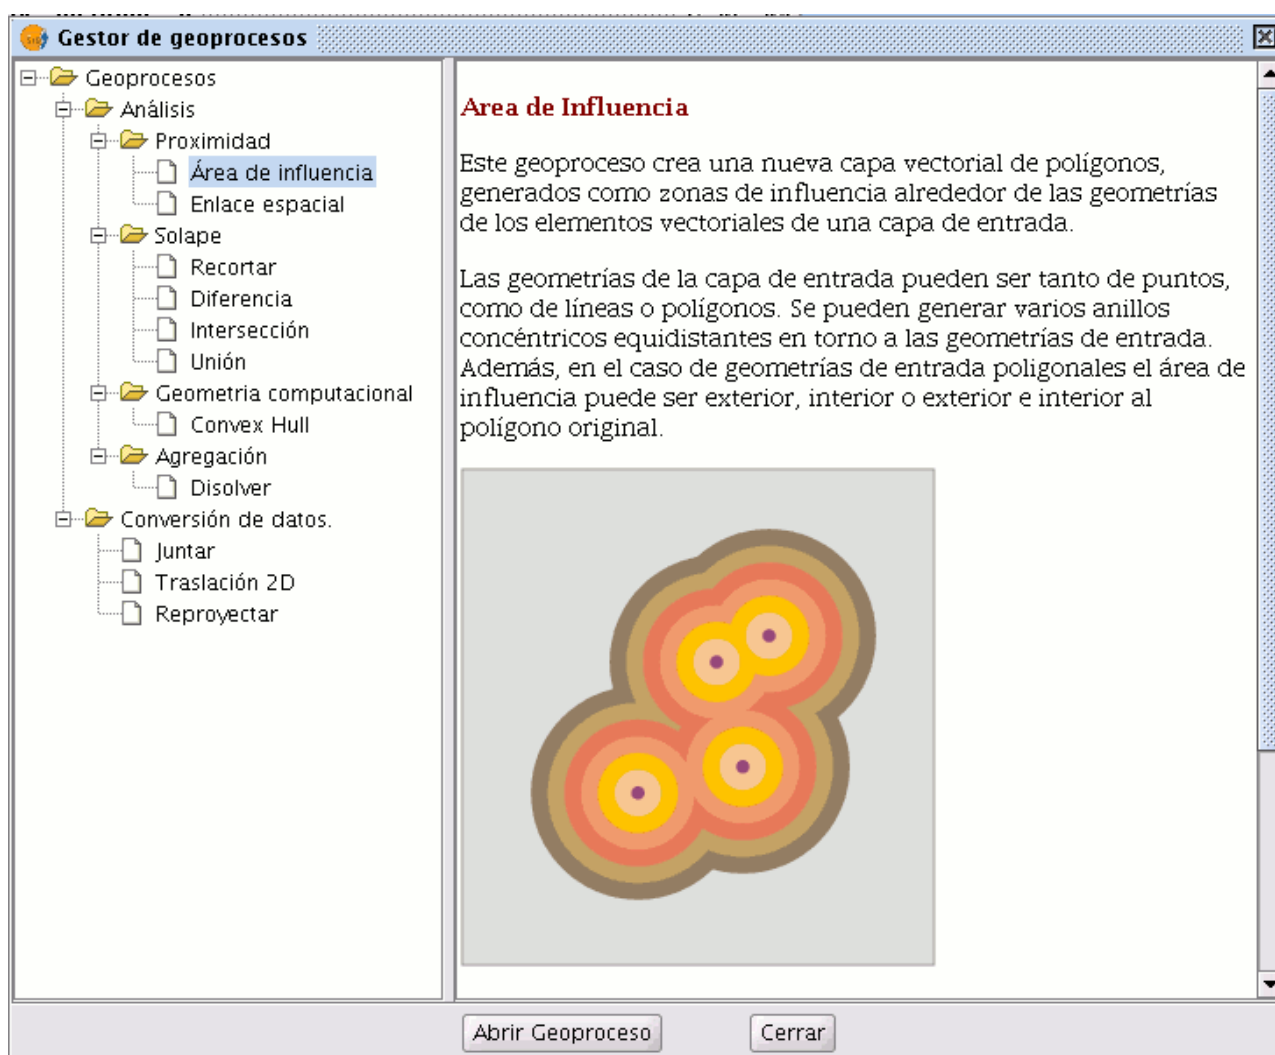 Gestor de geoprocesos
Geoprocesos
Análisis
Proximidad
Área de influencia
Enlace espacial
Solape
Recortar
Diferencia
Intersección
Unión
Geometria computacional
Convex Hull
Agregación
Disolver
Conversión de datos.
Juntar
Traslación 2D
Reproyectar
Area de Influencia
Este geoproceso crea una nueva capa vectorial de polígonos,
generados como zonas de influencia alrededor de las geometrías
de los elementos vectoriales de una capa de entrada.
Las geometrías de la capa de entrada pueden ser tanto de puntos,
como de líneas o polígonos. Se pueden generar varios anillos
concéntricos equidistantes en torno a las geometrías de entrada.
Además, en el caso de geometrías de entrada poligonales el área de
influencia puede ser exterior, interior o exterior e interior al
polígono original.
Abrir Geoproceso
Cerrar